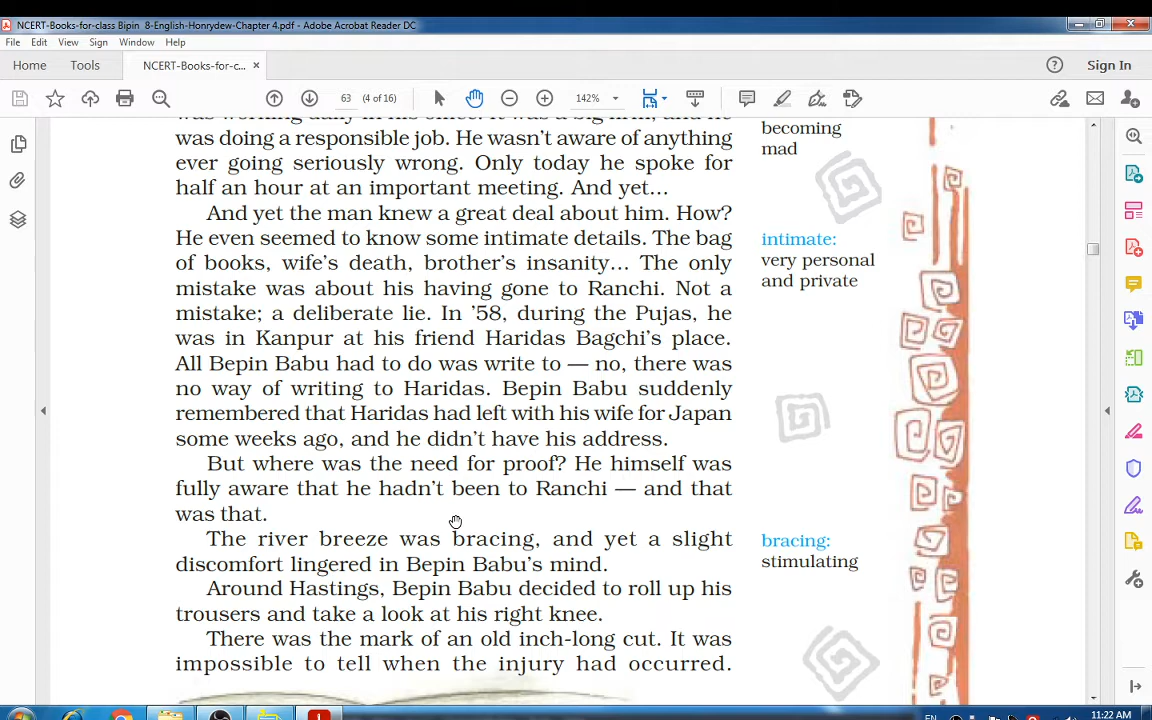 NCERT-Books-for-class Bipin 8-English-Honrydew-Chapter 4.pdf - Adobe Acrobat Reader DC
File Edit View Sign Window Help
Home Tools NCERT-Books-for-c... × Sign In
63 (4 of 16) 142%
was doing a responsible job. He wasn't aware of anything
ever going seriously wrong. Only today he spoke for
half an hour at an important meeting. And yet...
And yet the man knew a great deal about him. How?
He even seemed to know some intimate details. The bag
of books, wife's death, brother's insanity... The only
mistake was about his having gone to Ranchi. Not a
mistake; a deliberate lie. In '58, during the Pujas, he
was in Kanpur at his friend Haridas Bagchi's place.
All Bepin Babu had to do was write to — no, there was
no way of writing to Haridas. Bepin Babu suddenly
remembered that Haridas had left with his wife for Japan
some weeks ago, and he didn't have his address.
But where was the need for proof? He himself was
fully aware that he hadn't been to Ranchi — and that
was that.
The river breeze was bracing, and yet a slight
discomfort lingered in Bepin Babu's mind.
Around Hastings, Bepin Babu decided to roll up his
trousers and take a look at his right knee.
There was the mark of an old inch-long cut. It was
impossible to tell when the injury had occurred.
becoming
mad
intimate:
very personal
and private
bracing:
stimulating
EN 11:22 AM